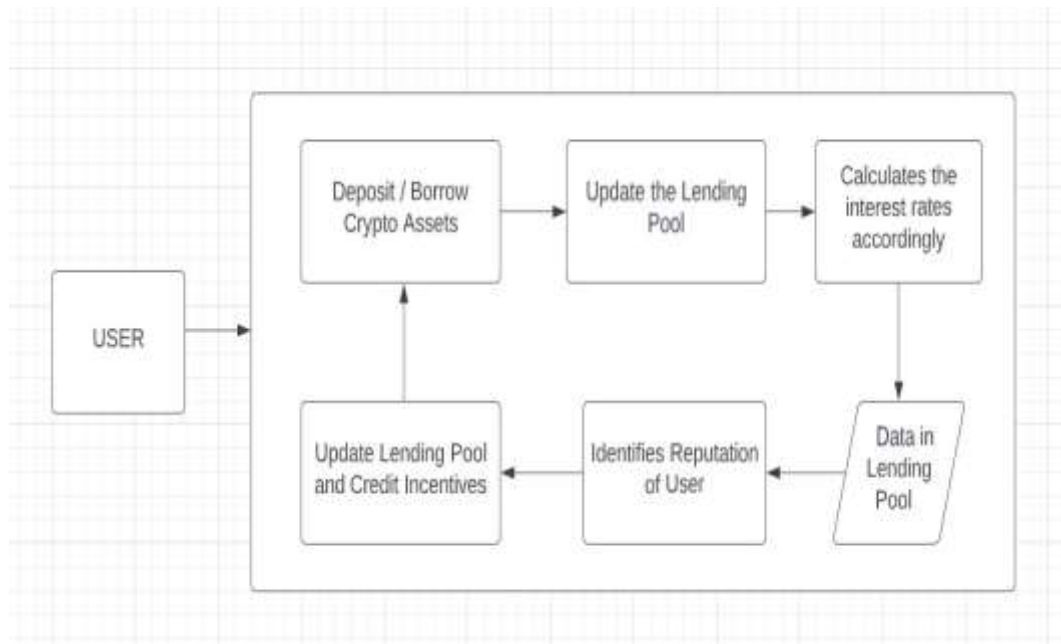 Deposit / Borrow
Crypto Assets
Update the Lending
Pool
Calculates the
interest rates
accordingly
USER
Update Lending Pool
and Credit Incentives
Identifies Reputation
of User
Data in
Lending
Pool